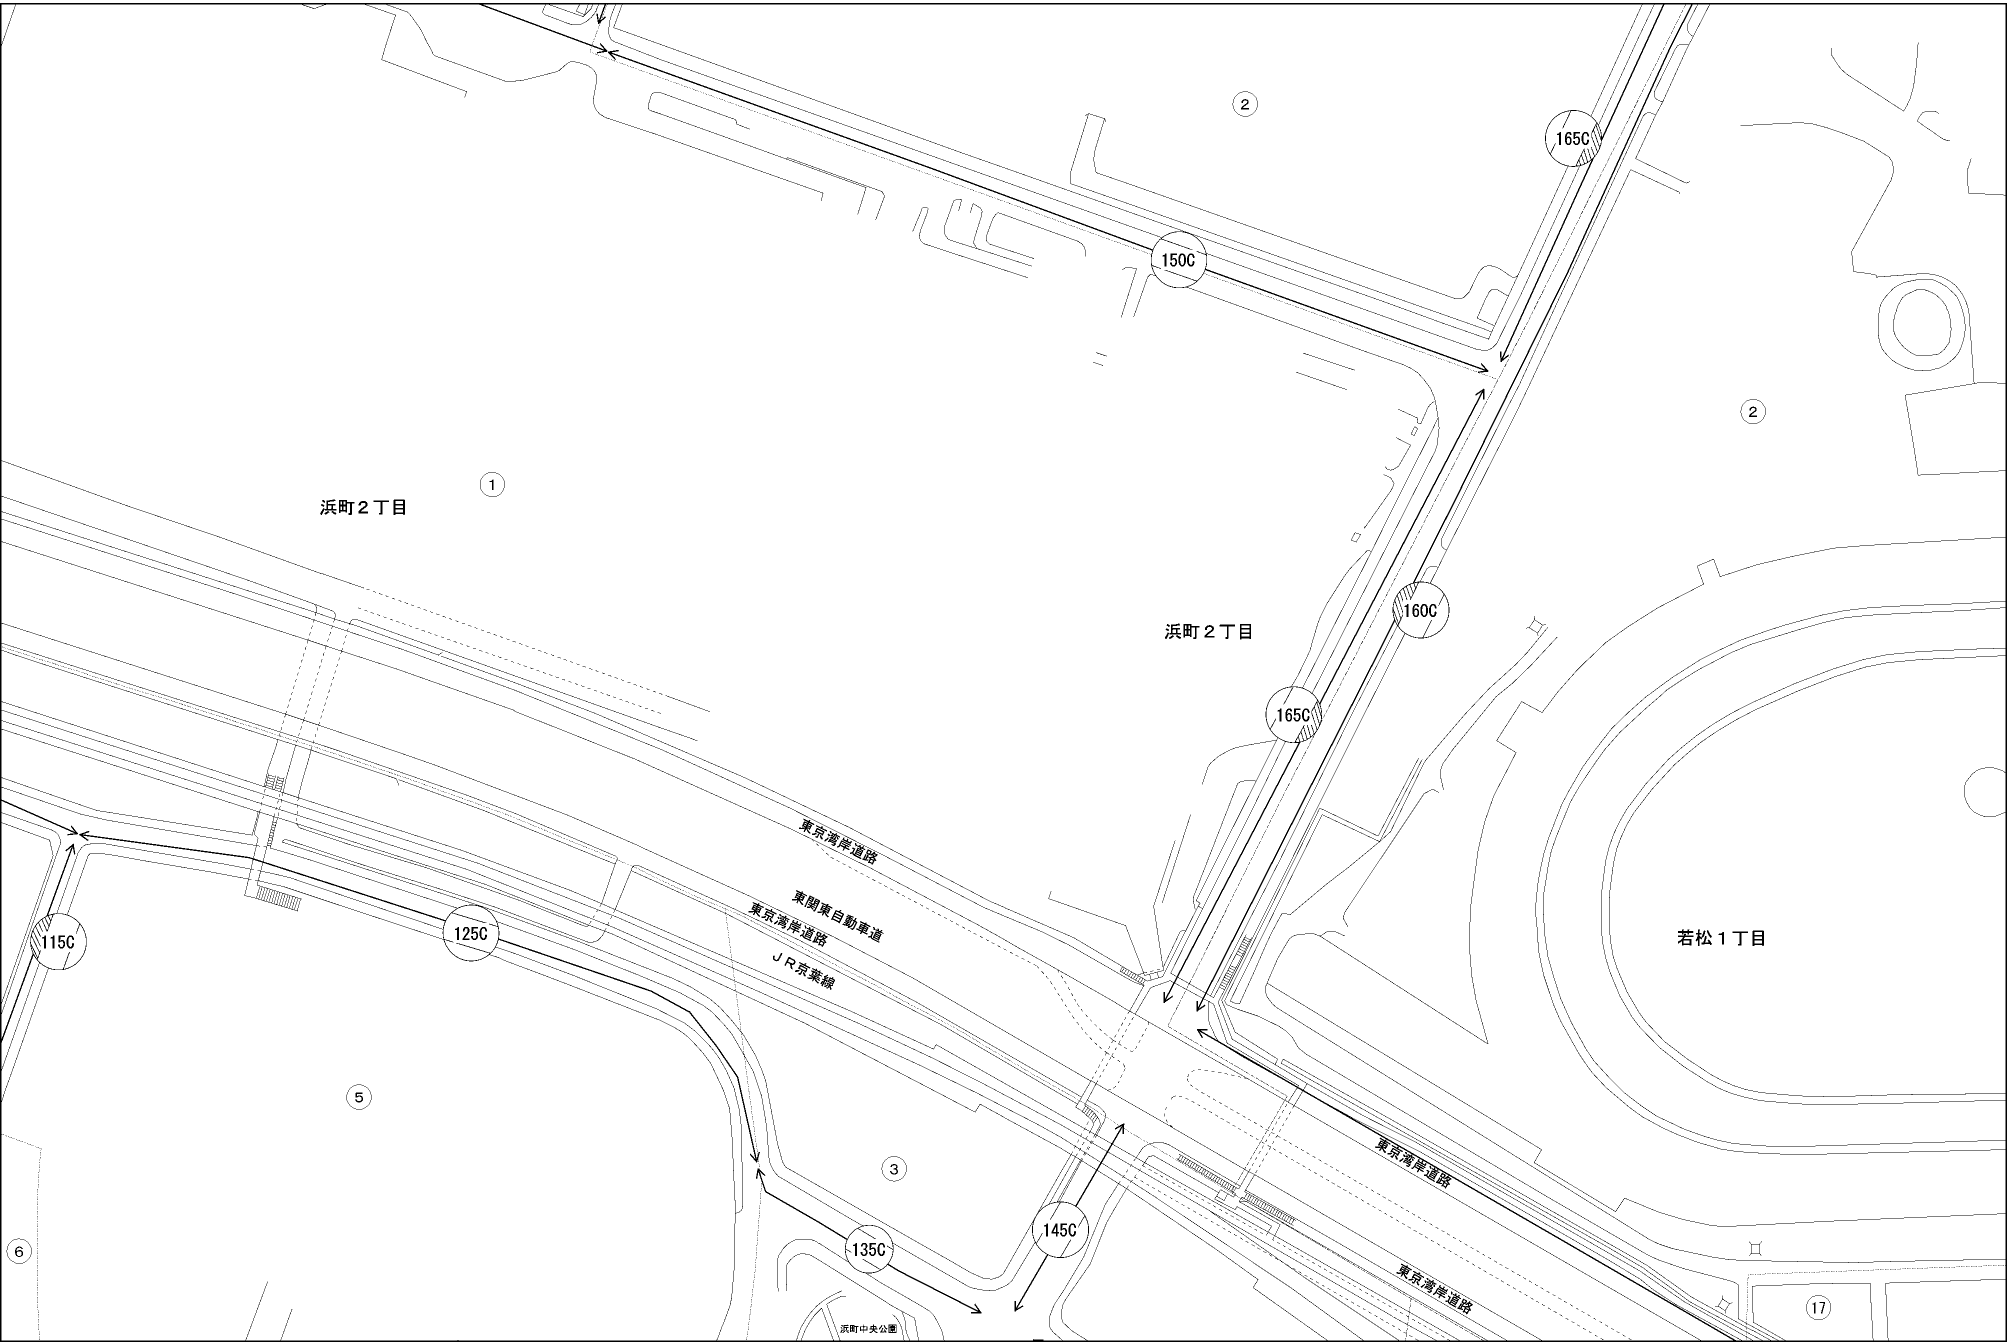 ②
165C
150C
②
①
浜町２丁目
160C
浜町２丁目
165C
東京湾岸道路
東関東自動車道
東京湾岸道路
ＪＲ京葉線
115C
125C
若松１丁目
⑤
③
東京湾岸道路
145C
135C
⑥
東京湾岸道路
⑰
浜町中央公園